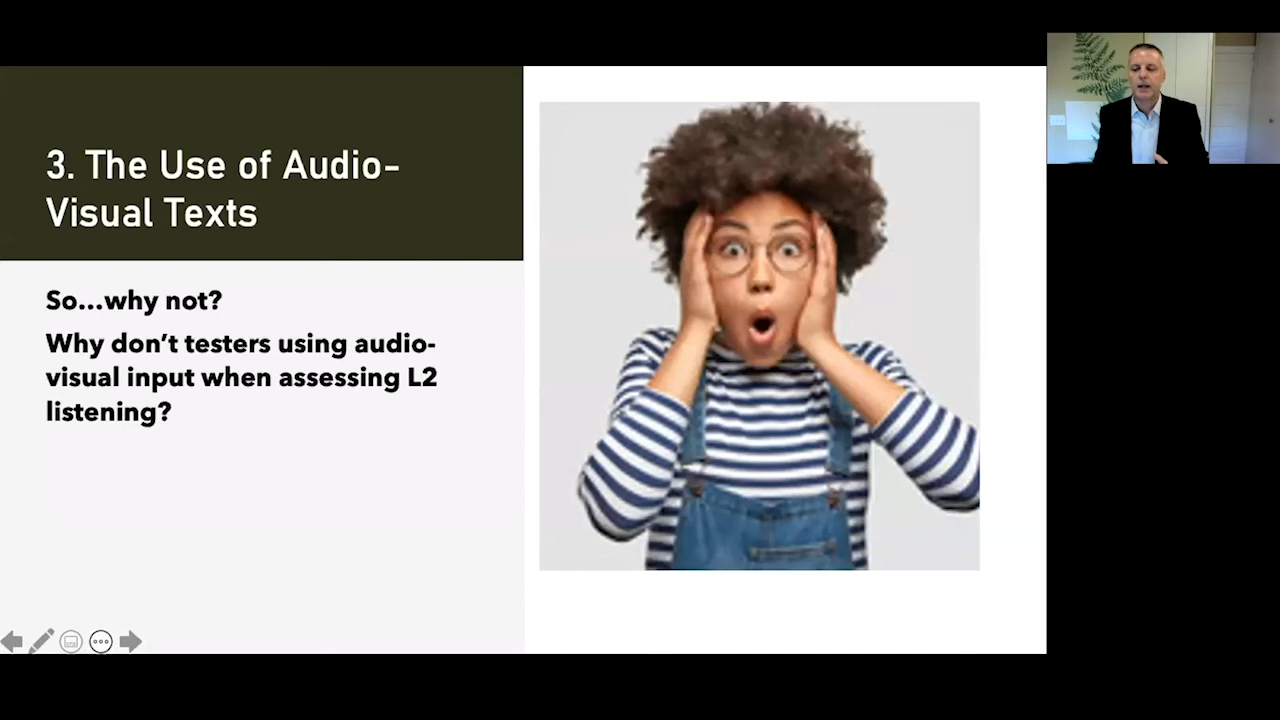 3. The Use of Audio-
Visual Texts
So...why not?
Why don't testers using audio-
visual input when assessing L2
listening?